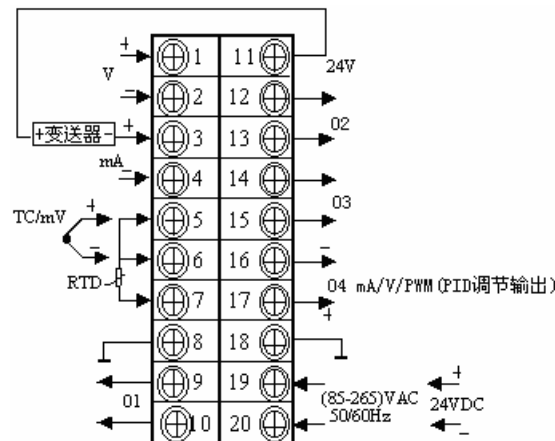 + 1 11 24V
V
- 2 12
+变送器- + 3 13 02
mA
- 4 14
TC/mV + 5 15 03
- 6 16 -
RTD 7 17 04 mA/V/PWM(PID调节输出)
+
8 18
9 19 (85-265)VAC +
01 50/60Hz 24VDC
10 20 -